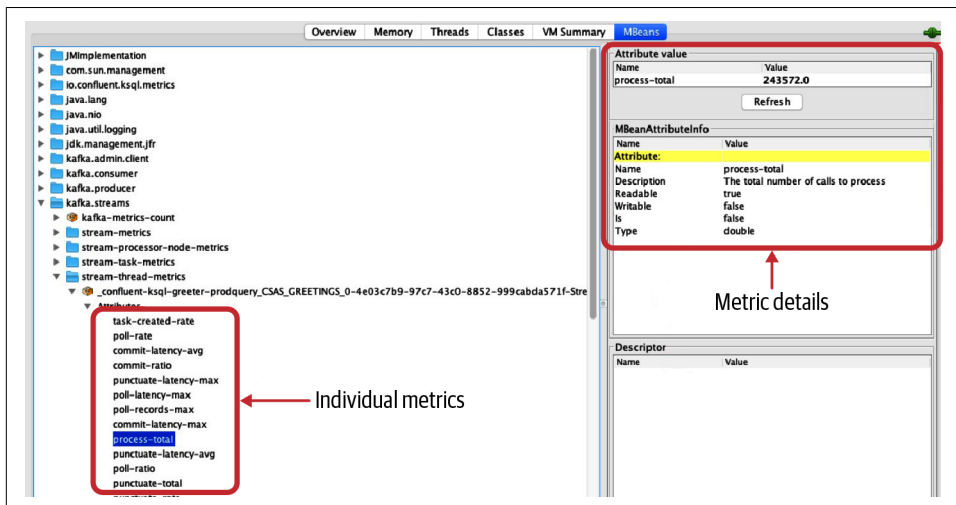 Overview Memory Threads Classes VM Summary MBeans
JMImplementation
com.sun.management
io.confluent.ksql.metrics
java.lang
java.nio
java.util.logging
jdk.management.jfr
kafka.admin.client
kafka.consumer
kafka.producer
kafka.streams
kafka-metrics-count
stream-metrics
stream-processor-node-metrics
stream-task-metrics
stream-thread-metrics
_confluent-ksql-greeter-prodquery_CSAS_GREETINGS_0-4e03c7b9-97c7-43c0-8852-999cabda571f-Stre
Attributes
task-created-rate
poll-rate
commit-latency-avg
commit-ratio
punctuate-latency-max
poll-latency-max
poll-records-max
commit-latency-max
process-total
punctuate-latency-avg
poll-ratio
punctuate-total
Individual metrics
Attribute value
Name Value
process-total 243572.0
Refresh
MBeanAttributeInfo
Name Value
Attribute:
Name process-total
Description The total number of calls to process
Readable true
Writable false
Is false
Type double
Metric details
Descriptor
Name Value